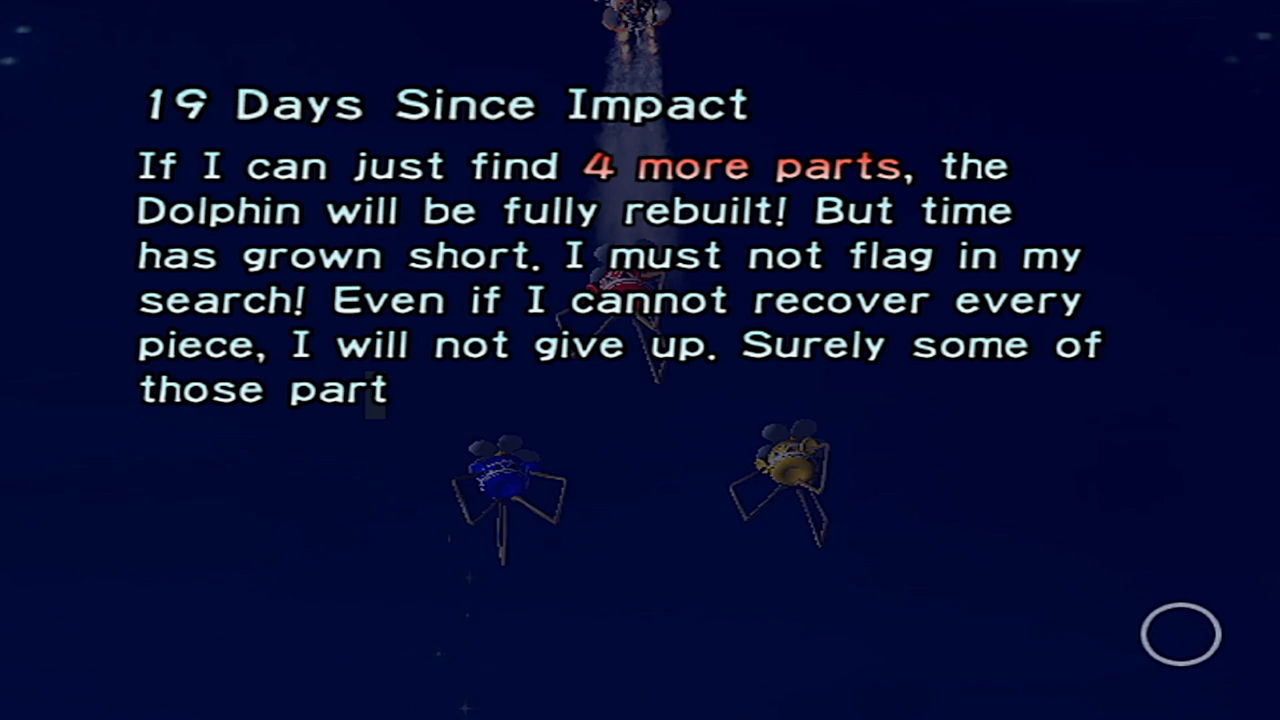 19 Days Since Impact
If I can just find 4 more parts, the
Dolphin will be fully rebuilt! But time
has grown short. I must not flag in my
search! Even if I cannot recover every
piece, I will not give up. Surely some of
those part